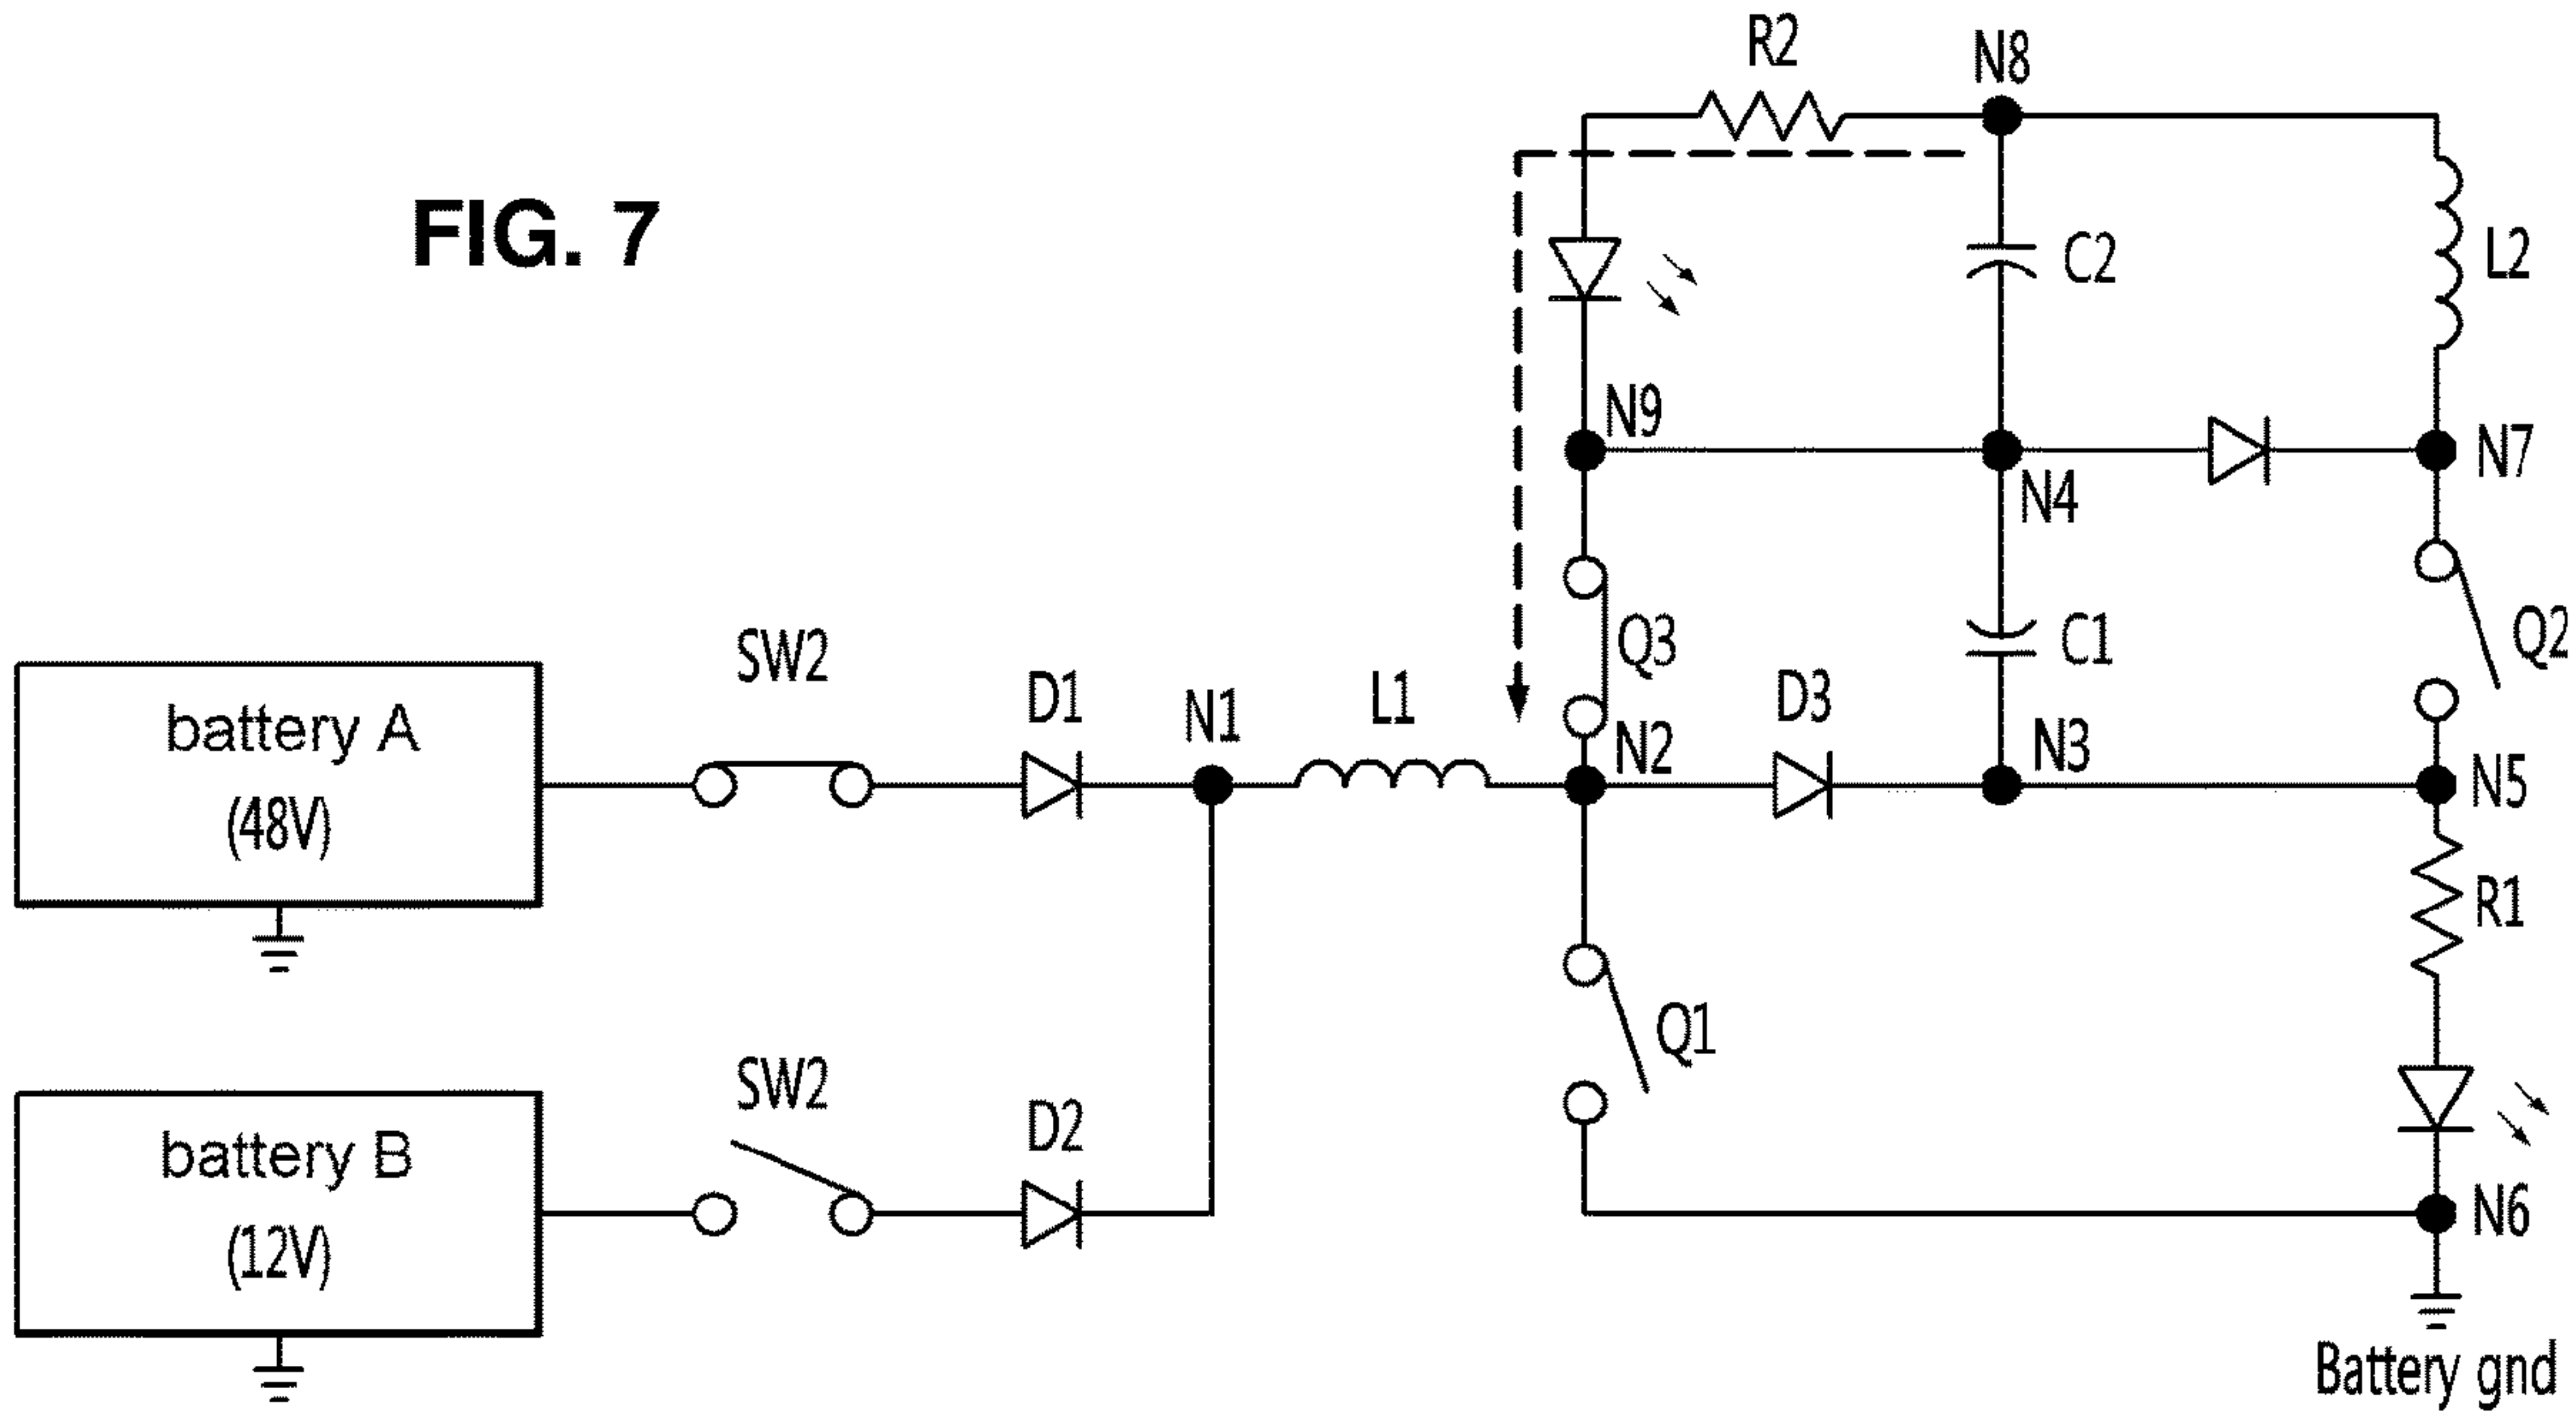 FIG. 7
R2
N8
C2
L2
N9
N4
N7
Q3
C1
Q2
SW2
D1
N1
L1
N2
D3
N3
N5
battery A
(48V)
R1
Q1
SW2
D2
battery B
(12V)
N6
Battery gnd